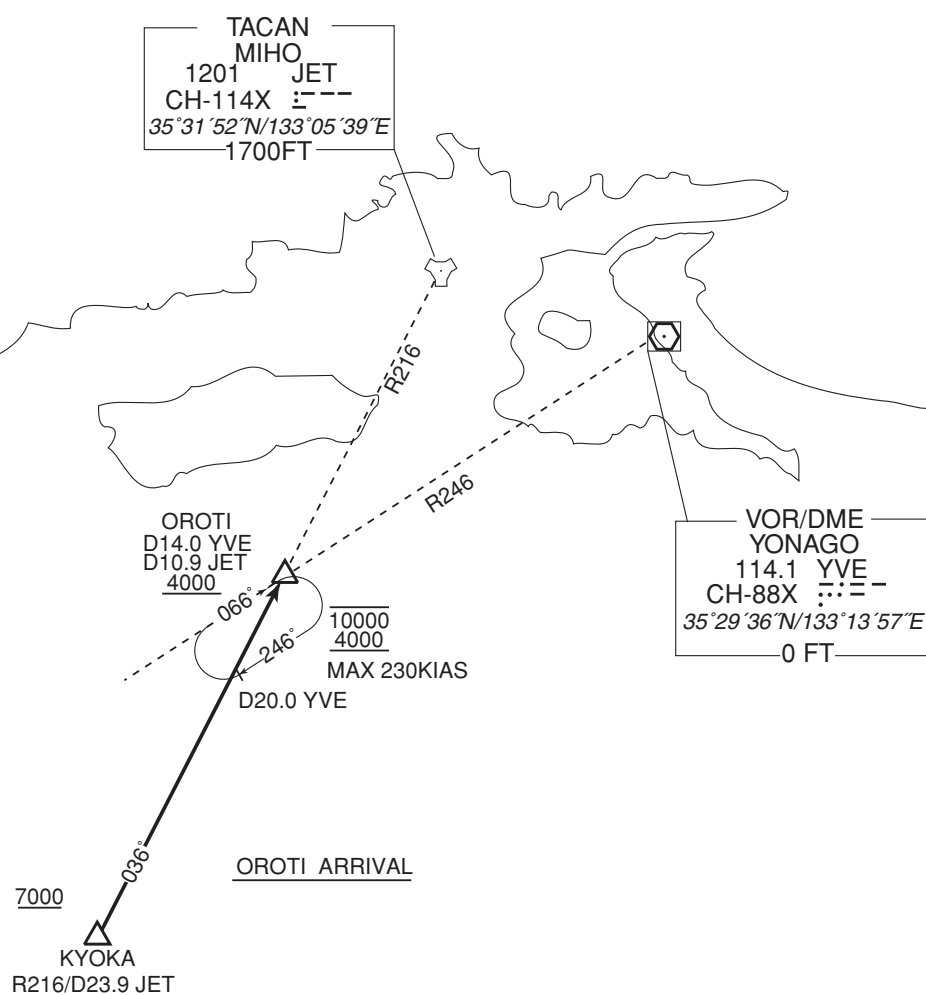 TACAN
MIHO
1201 JET
CH-114X
35°31´52˝N/133°05´39˝E
1700FT
R216
R246
VOR/DME
YONAGO
114.1 YVE
CH-88X
35°29´36˝N/133°13´57˝E
0 FT
OROTI
D14.0 YVE
D10.9 JET
4000
066°
246°
10000
4000
MAX 230KIAS
D20.0 YVE
036°
OROTI ARRIVAL
7000
KYOKA
R216/D23.9 JET